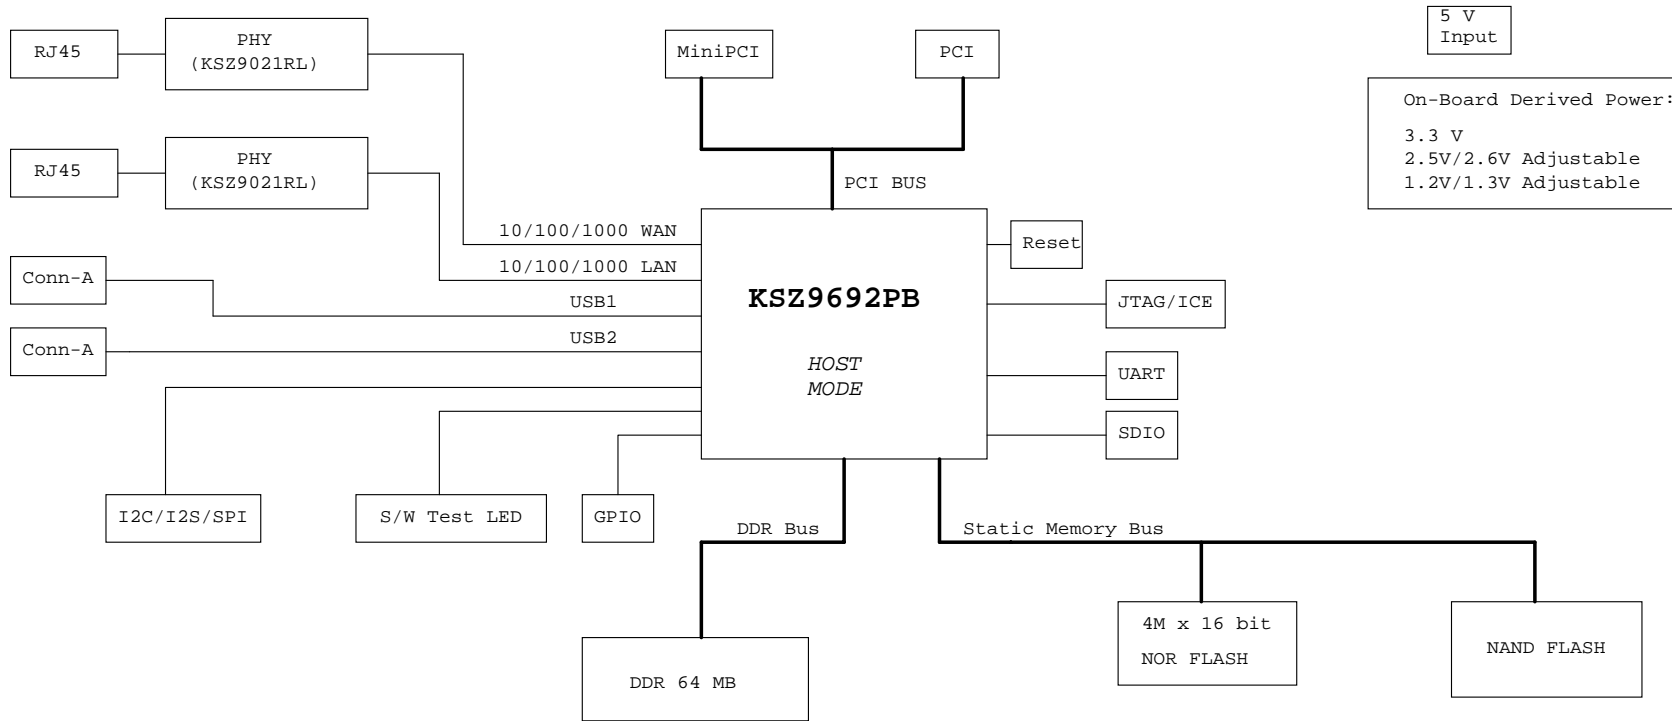 5 V
Input
RJ45
PHY
(KSZ9021RL)
MiniPCI
PCI
On-Board Derived Power:
3.3 V
2.5V/2.6V Adjustable
1.2V/1.3V Adjustable
RJ45
PHY
(KSZ9021RL)
PCI BUS
10/100/1000 WAN
Reset
10/100/1000 LAN
Conn-A
USB1
KSZ9692PB
JTAG/ICE
USB2
Conn-A
HOST
MODE
UART
SDIO
I2C/I2S/SPI
S/W Test LED
GPIO
DDR Bus
Static Memory Bus
4M x 16 bit
NOR FLASH
NAND FLASH
DDR 64 MB